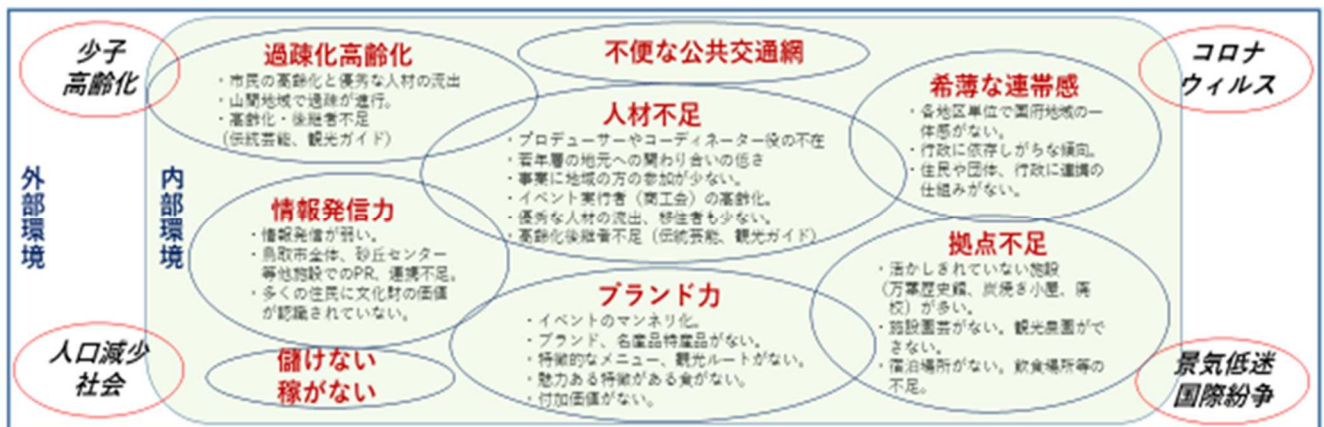 少子
高齢化
過疎化高齢化
・市民の高齢化と優秀な人材の流出
・山間地域で過疎が進行。
・高齢化・後継者不足
(伝統芸能、観光ガイド)
不便な公共交通網
コロナ
ウィルス
希薄な連帯感
・各地区単位で国府地域の一
体感がない。
・行政に依存しがちな傾向。
・住民や団体、行政に連携の
仕組みがない。
人材不足
・プロデューサーやコーディネーター役の不在
・若年層の地元への関わり合いの低さ
・事業に地域の方の参加が少ない。
・イベント実行者(商工会)の高齢化。
・優秀な人材の流出、移住者も少ない。
・高齢化後継者不足(伝統芸能、観光ガイド)
外部環境
内部環境
情報発信力
・情報発信が弱い。
・鳥取市全体、砂丘センター
等他施設でのPR、連携不足。
・多くの住民に文化財の価値
が認識されていない。
拠点不足
・活かしきれていない施設
(万葉歴史館、炭焼き小屋、廃
校)が多い。
・施設園芸がない。観光農園がで
きない。
・宿泊場所がない。飲食場所等の
不足。
ブランド力
・イベントのマンネリ化。
・ブランド、名産品特産品がない。
・特徴的なメニュー、観光ルートがない。
・魅力ある特徴がある食がない。
・付加価値がない。
人口減少
社会
儲けない
稼がない
景気低迷
国際紛争